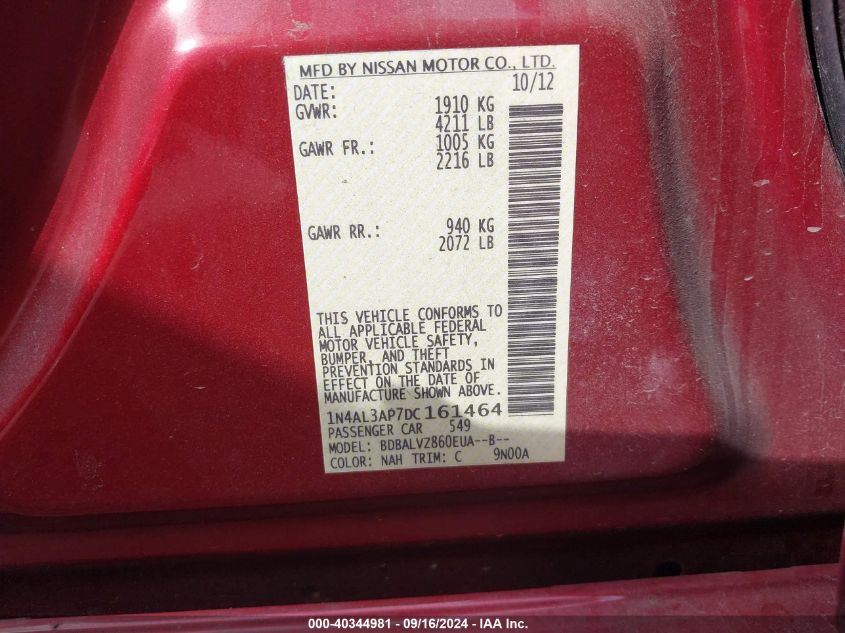 MFD BY NISSAN MOTOR CO., LTD.
DATE: 10/12
GVWR: 1910 KG
4211 LB
GAWR FR.: 1005 KG
2216 LB
GAWR RR.: 940 KG
2072 LB
THIS VEHICLE CONFORMS TO
ALL APPLICABLE FEDERAL
MOTOR VEHICLE SAFETY,
BUMPER, AND THEFT
PREVENTION STANDARDS IN
EFFECT ON THE DATE OF
MANUFACTURE SHOWN ABOVE.
1N4AL3AP7DC161464
PASSENGER CAR 549
MODEL: BDBALVZ860EUA--B--
COLOR: NAH TRIM: C 9N00A
000-40344981 - 09/16/2024 - IAA Inc.